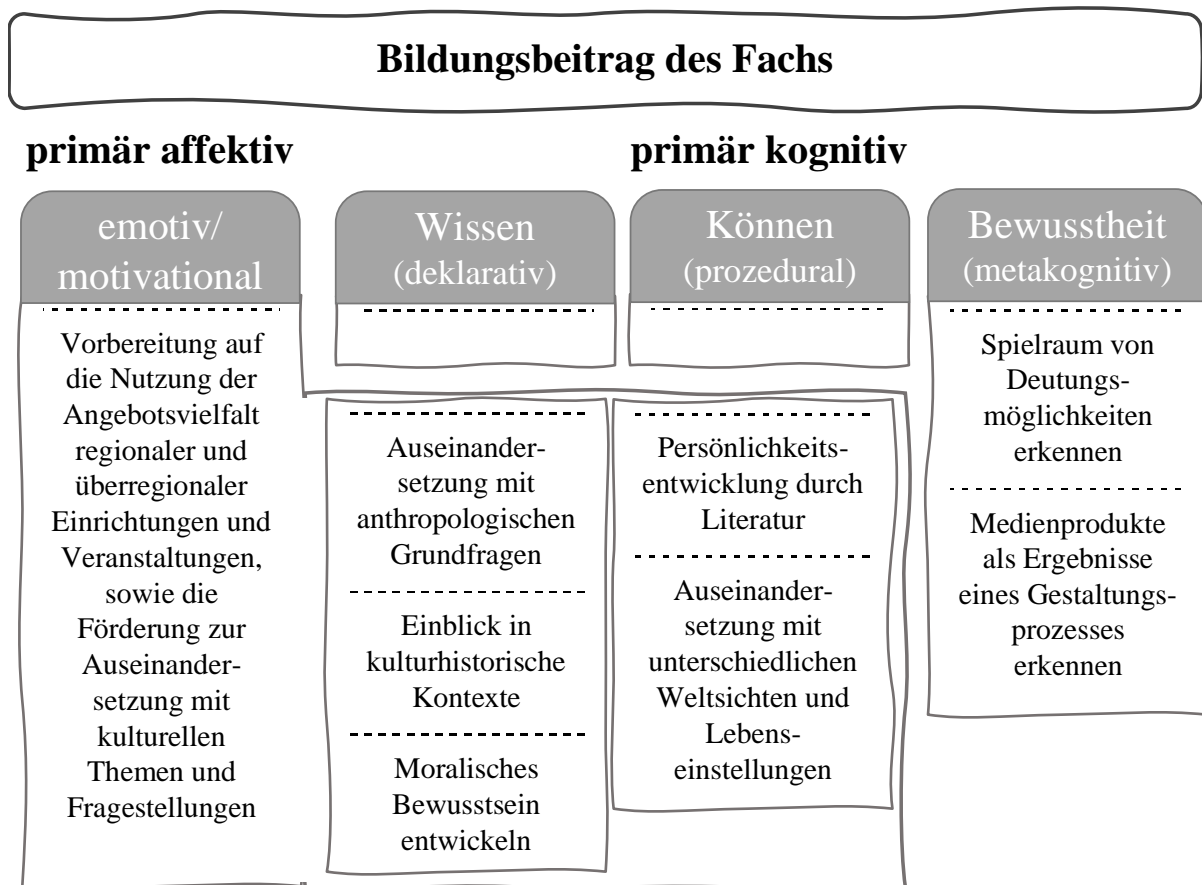 Bildungsbeitrag des Fachs
primär affektiv
primär kognitiv
emotiv/
motivational
Vorbereitung auf
die Nutzung der
Angebotsvielfalt
regionaler und
überregionaler
Einrichtungen und
Veranstaltungen,
sowie die
Förderung zur
Auseinander-
setzung mit
kulturellen
Themen und
Fragestellungen
Wissen
(deklarativ)
Auseinander-
setzung mit
anthropologischen
Grundfragen
Einblick in
kulturhistorische
Kontexte
Moralisches
Bewusstsein
entwickeln
Können
(prozedural)
Persönlichkeits-
entwicklung durch
Literatur
Auseinander-
setzung mit
unterschiedlichen
Weltsichten und
Lebens-
einstellungen
Bewusstheit
(metakognitiv)
Spielraum von
Deutungs-
möglichkeiten
erkennen
Medienprodukte
als Ergebnisse
eines Gestaltungs-
prozesses
erkennen